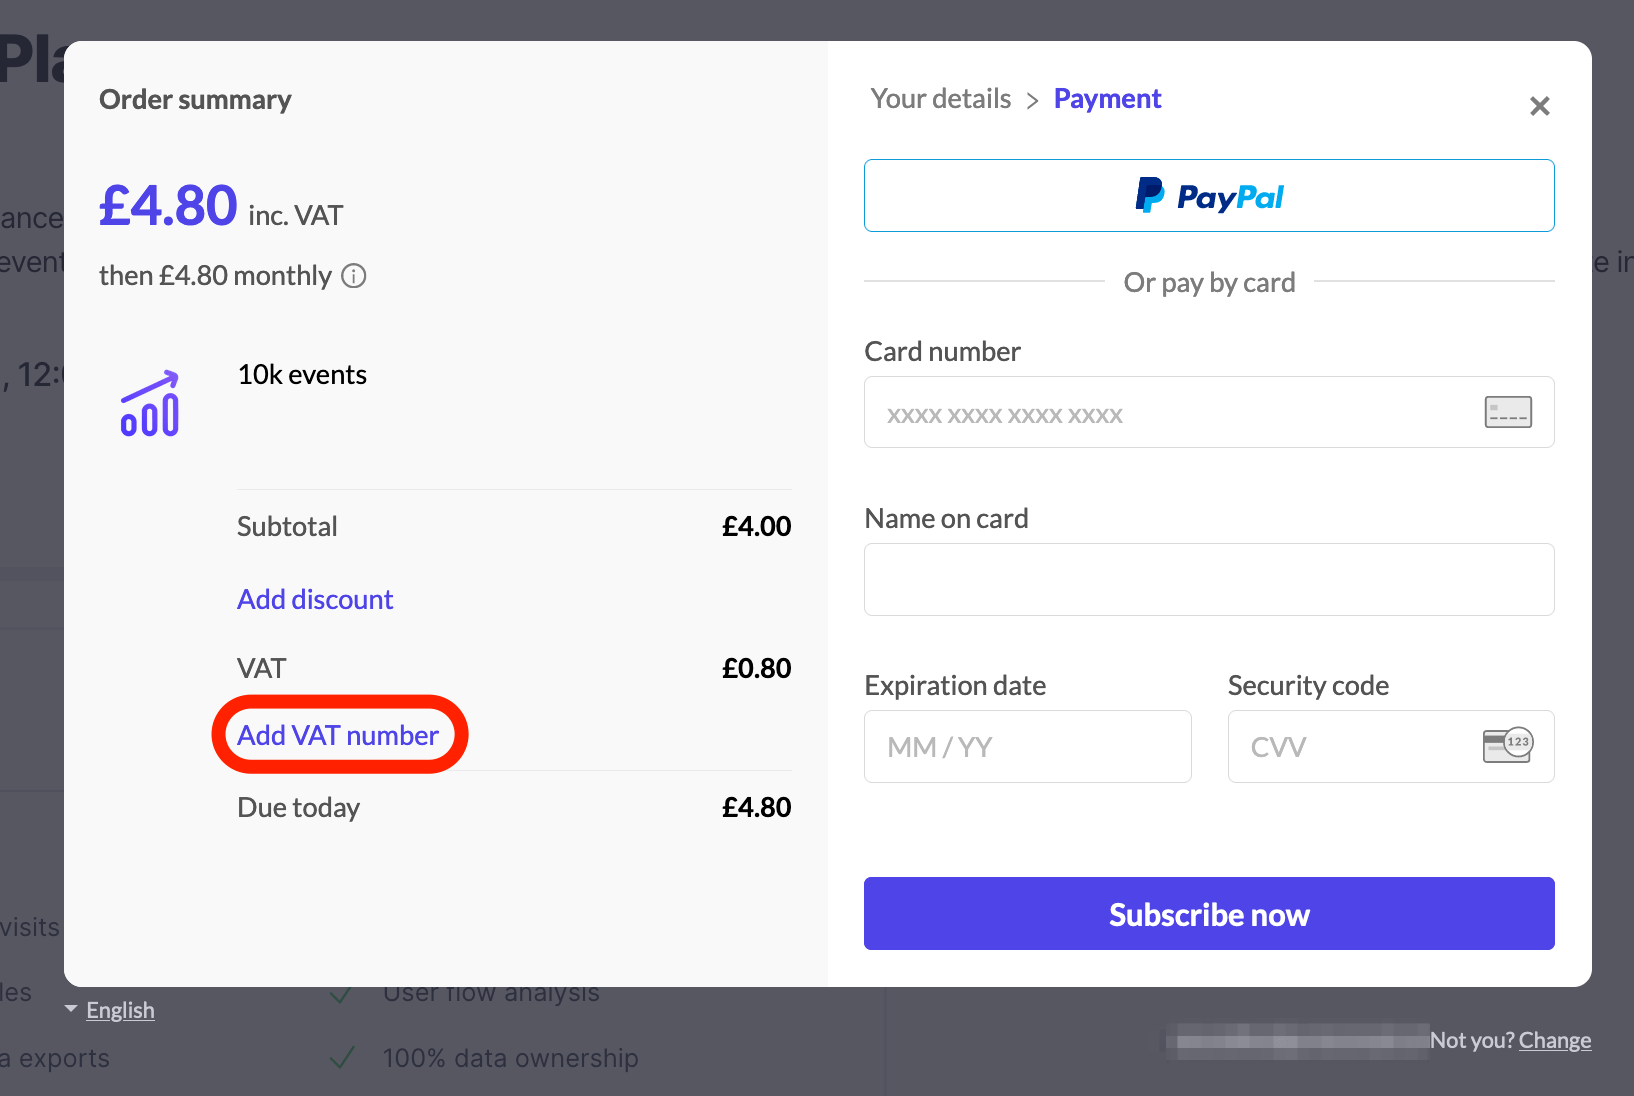 Pla
Order summary
£4.80 inc. VAT
then £4.80 monthly
10k events
Subtotal £4.00
Add discount
VAT £0.80
Add VAT number
Due today £4.80
Your details > Payment
PayPal
Or pay by card
Card number
xxxx xxxx xxxx xxxx
Name on card
Expiration date Security code
MM / YY CVV
123
Subscribe now
ance
event
e in
, 12:
visits
les User flow analysis
English
Not you? Change
a exports 100% data ownership